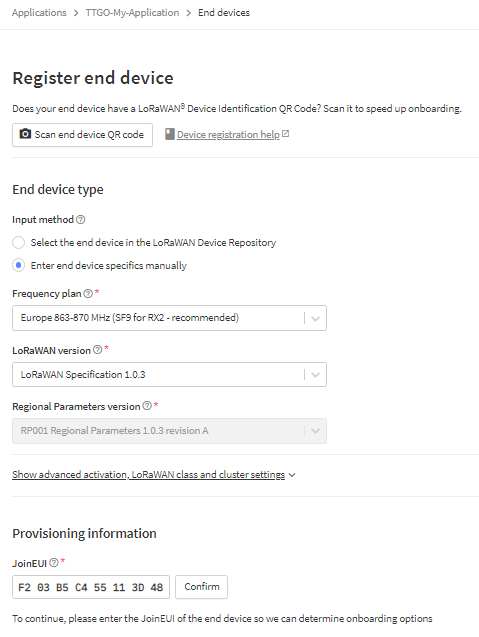 Applications > TTGO-My-Application > End devices
Register end device
Does your end device have a LoRaWAN® Device Identification QR Code? Scan it to speed up onboarding.
Scan end device QR code Device registration help
End device type
Input method
Select the end device in the LoRaWAN Device Repository
Enter end device specifics manually
Frequency plan *
Europe 863-870 MHz (SF9 for RX2 - recommended)
LoRaWAN version *
LoRaWAN Specification 1.0.3
Regional Parameters version *
RP001 Regional Parameters 1.0.3 revision A
Show advanced activation, LoRaWAN class and cluster settings
Provisioning information
JoinEUI *
F2 03 B5 C4 55 11 3D 48 Confirm
To continue, please enter the JoinEUI of the end device so we can determine onboarding options